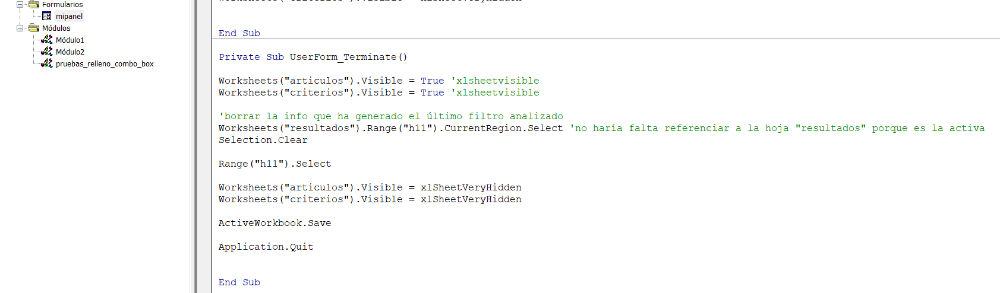 Formularios
mipanel
Módulos
Módulo1
Módulo2
pruebas_relleno_combo_box
End Sub
Private Sub UserForm_Terminate()
Worksheets("articulos").Visible = True 'xlsheetvisible
Worksheets("criterios").Visible = True 'xlsheetvisible
'borrar la info que ha generado el último filtro analizado
Worksheets("resultados").Range("h11").CurrentRegion.Select 'no haría falta referenciar a la hoja "resultados" porque es la activa
Selection.Clear
Range("h11").Select
Worksheets("articulos").Visible = xlSheetVeryHidden
Worksheets("criterios").Visible = xlSheetVeryHidden
ActiveWorkbook.Save
Application.Quit
End Sub